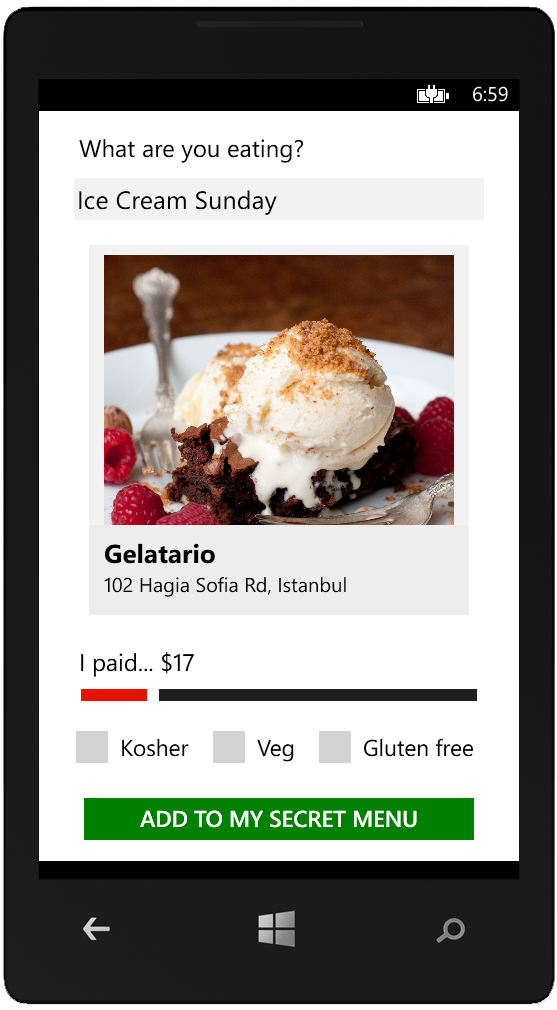 6:59
What are you eating?
Ice Cream Sunday
Gelatario
102 Hagia Sofia Rd, Istanbul
I paid... $17
Kosher Veg Gluten free
ADD TO MY SECRET MENU